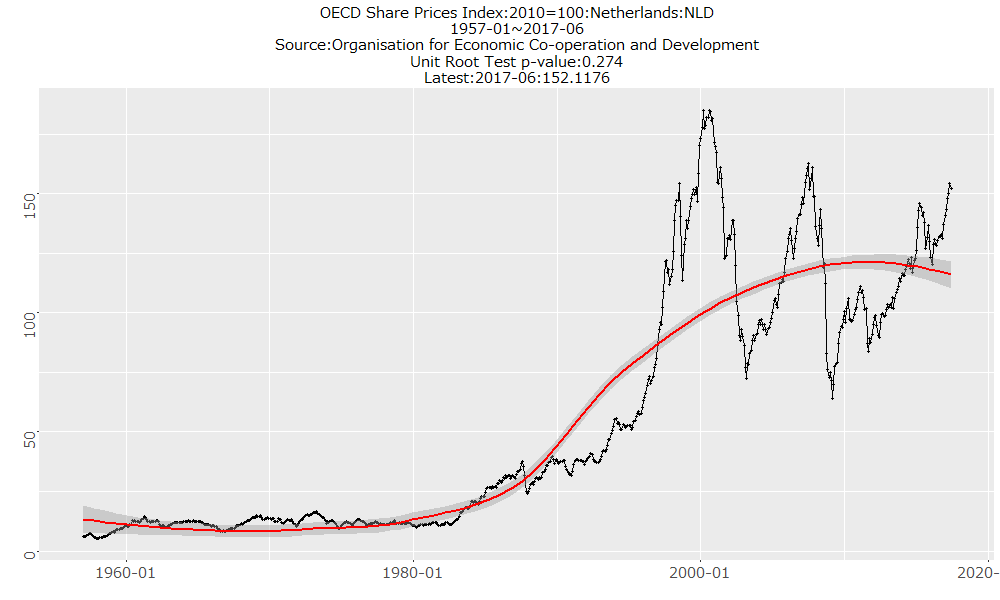 OECD Share Prices Index:2010=100:Netherlands:NLD
1957-01~2017-06
Source:Organisation for Economic Co-operation and Development
Unit Root Test p-value:0.274
Latest:2017-06:152.1176
150
100
50
0
1960-01 1980-01 2000-01 2020-